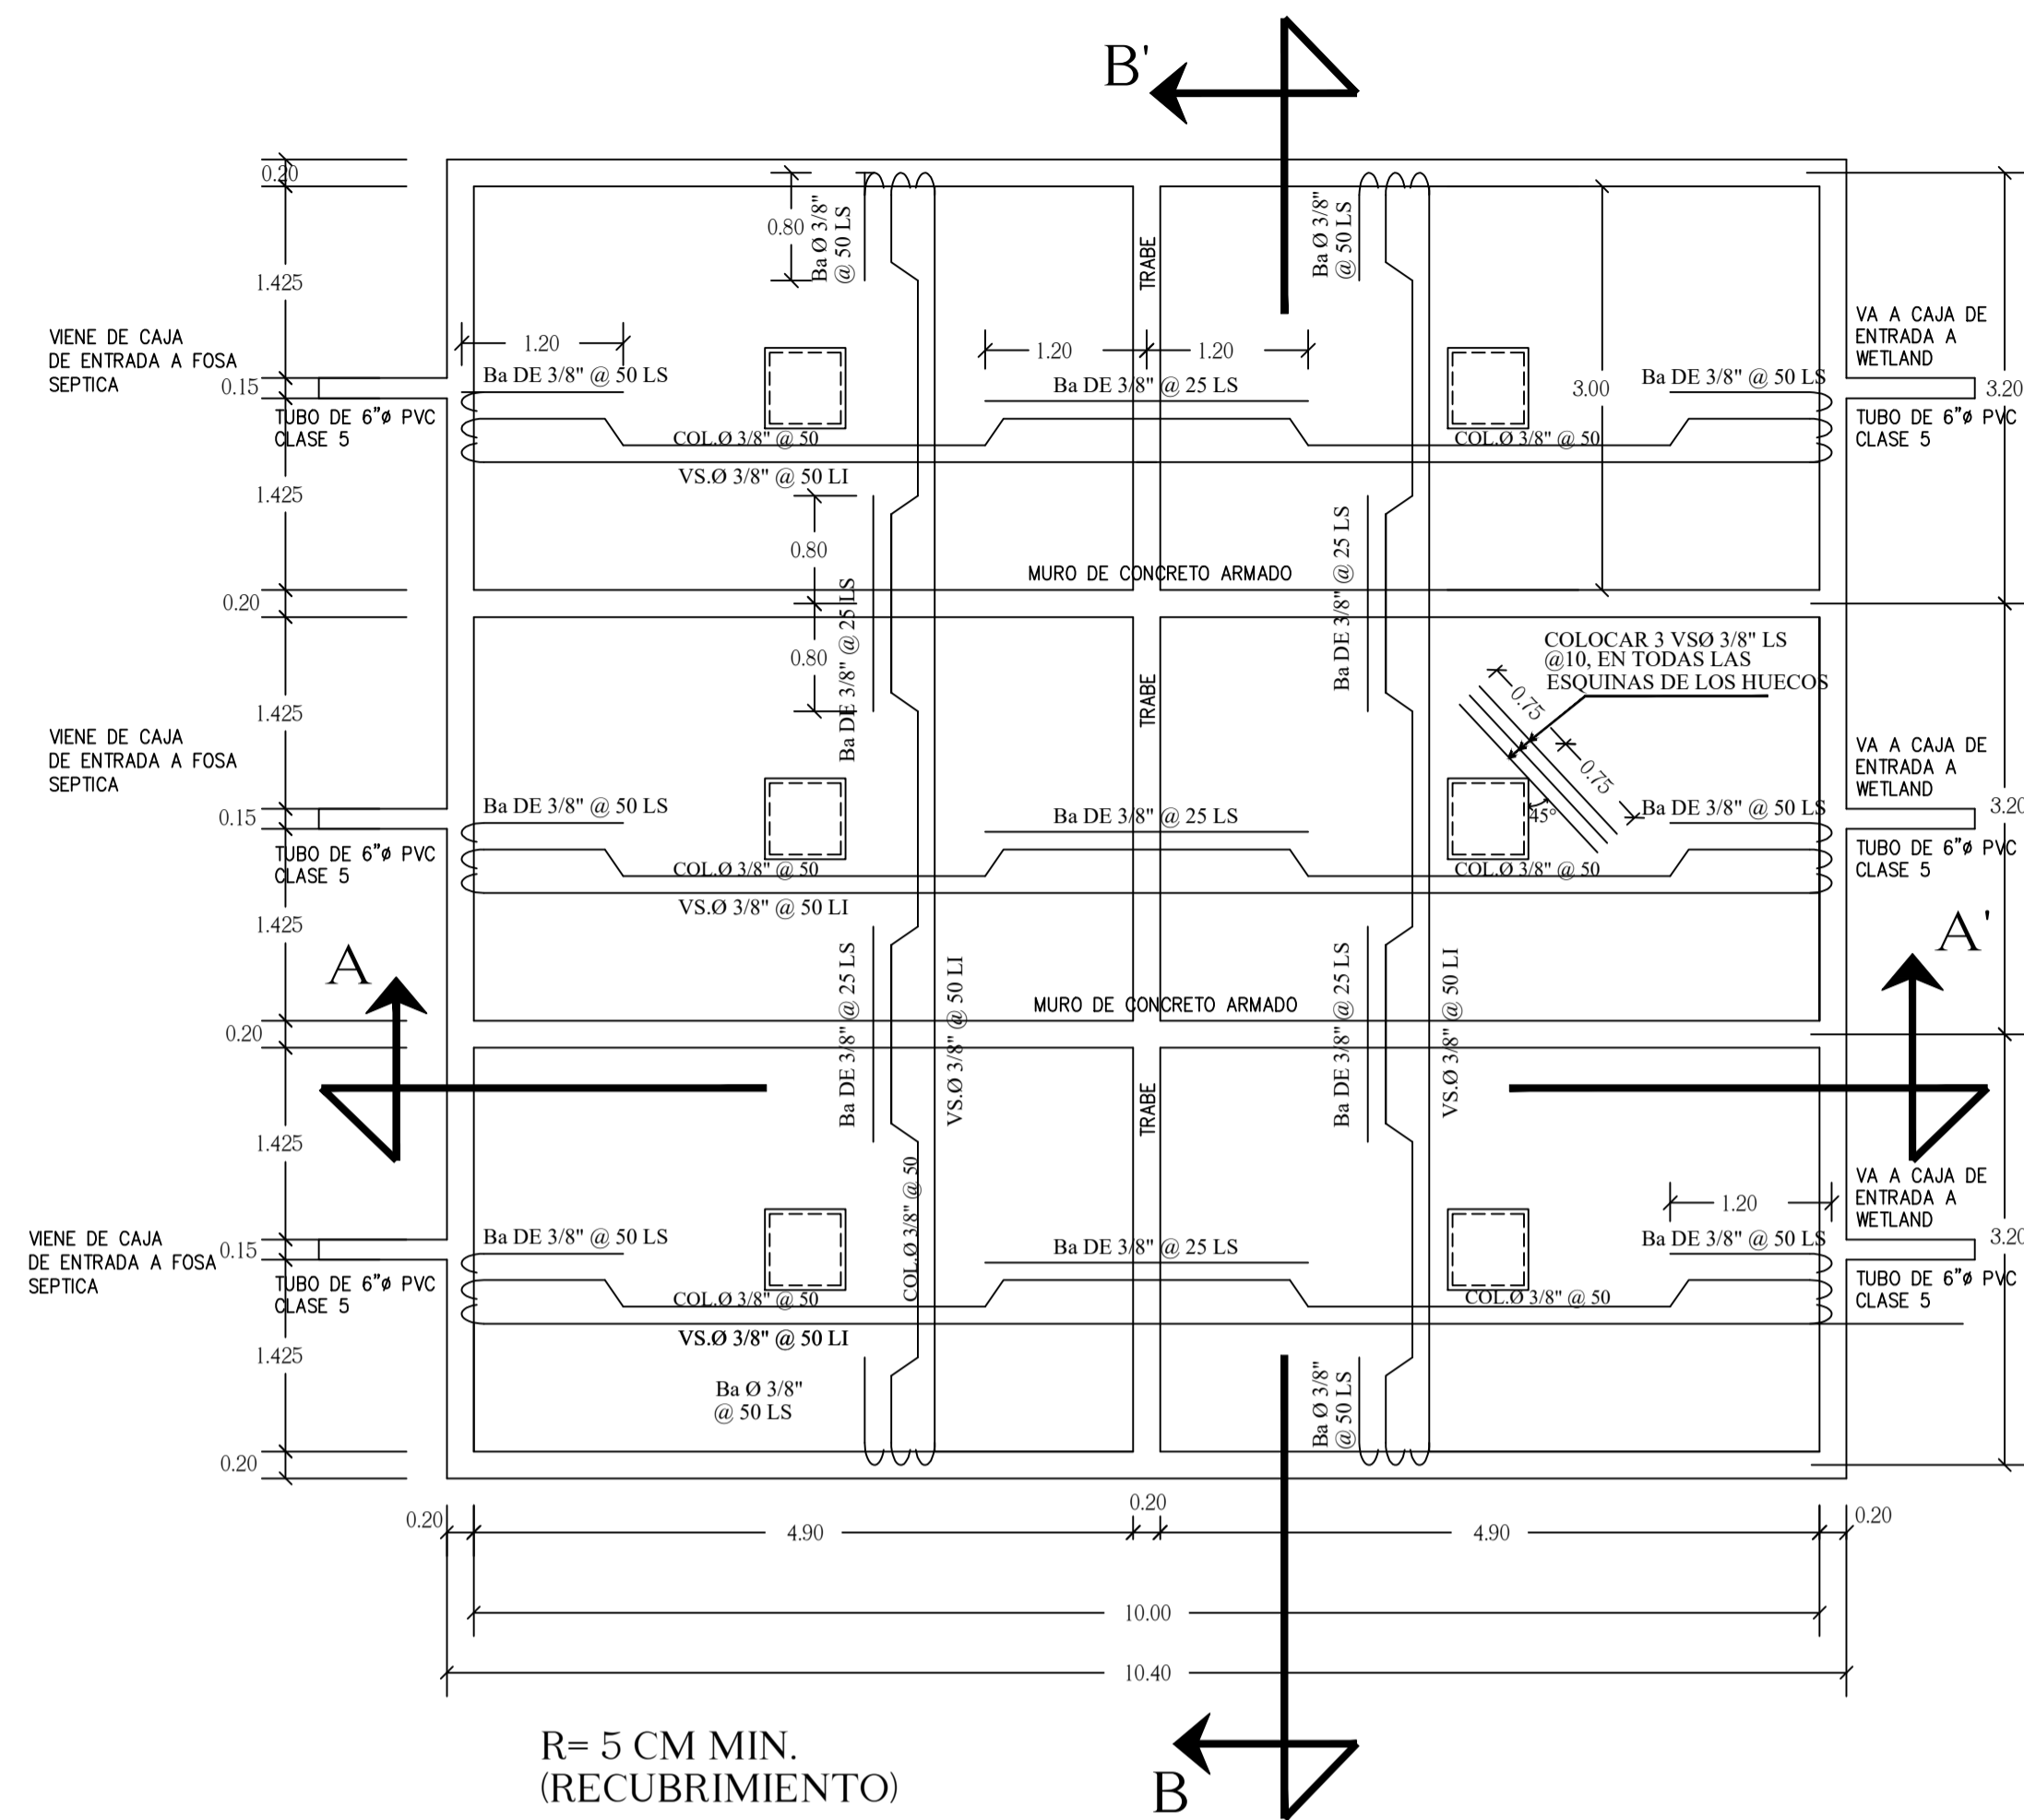 B'
0.20
0.80
Ba Ø 3/8"
@ 50 LS
TRABE
Ba Ø 3/8"
@ 50 LS
1.425
VIENE DE CAJA
DE ENTRADA A FOSA
SEPTICA
0.15
TUBO DE 6"ø PVC
CLASE 5
1.20
Ba DE 3/8" @ 50 LS
COL.Ø 3/8" @ 50
VS.Ø 3/8" @ 50 LI
1.20
1.20
Ba DE 3/8" @ 25 LS
3.00
COL.Ø 3/8" @ 50
Ba DE 3/8" @ 50 LS
VA A CAJA DE
ENTRADA A
WETLAND
TUBO DE 6"ø PVC
CLASE 5
3.20
1.425
0.80
MURO DE CONCRETO ARMADO
0.20
0.80
Ba DE 3/8" @ 25 LS
Ba DE 3/8" @ 25 LS
TRABE
COLOCAR 3 VSØ 3/8" LS
@10, EN TODAS LAS
ESQUINAS DE LOS HUECOS
0.75
0.75
45°
1.425
VIENE DE CAJA
DE ENTRADA A FOSA
SEPTICA
0.15
TUBO DE 6"ø PVC
CLASE 5
Ba DE 3/8" @ 50 LS
COL.Ø 3/8" @ 50
VS.Ø 3/8" @ 50 LI
Ba DE 3/8" @ 25 LS
COL.Ø 3/8" @ 50
Ba DE 3/8" @ 50 LS
VA A CAJA DE
ENTRADA A
WETLAND
TUBO DE 6"ø PVC
CLASE 5
3.20
1.425
A
A'
MURO DE CONCRETO ARMADO
0.20
Ba DE 3/8" @ 25 LS
VS.Ø 3/8" @ 50 LI
TRABE
Ba DE 3/8" @ 25 LS
VS.Ø 3/8" @ 50 LI
1.425
VIENE DE CAJA
DE ENTRADA A FOSA
SEPTICA
0.15
TUBO DE 6"ø PVC
CLASE 5
Ba DE 3/8" @ 50 LS
COL.Ø 3/8" @ 50
VS.Ø 3/8" @ 50 LI
COL.Ø 3/8" @ 50
Ba DE 3/8" @ 25 LS
1.20
Ba DE 3/8" @ 50 LS
COL.Ø 3/8" @ 50
VA A CAJA DE
ENTRADA A
WETLAND
TUBO DE 6"ø PVC
CLASE 5
3.20
1.425
Ba Ø 3/8"
@ 50 LS
Ba Ø 3/8"
@ 50 LS
0.20
0.20
4.90
0.20
4.90
0.20
10.00
10.40
R= 5 CM MIN.
(RECUBRIMIENTO)
B